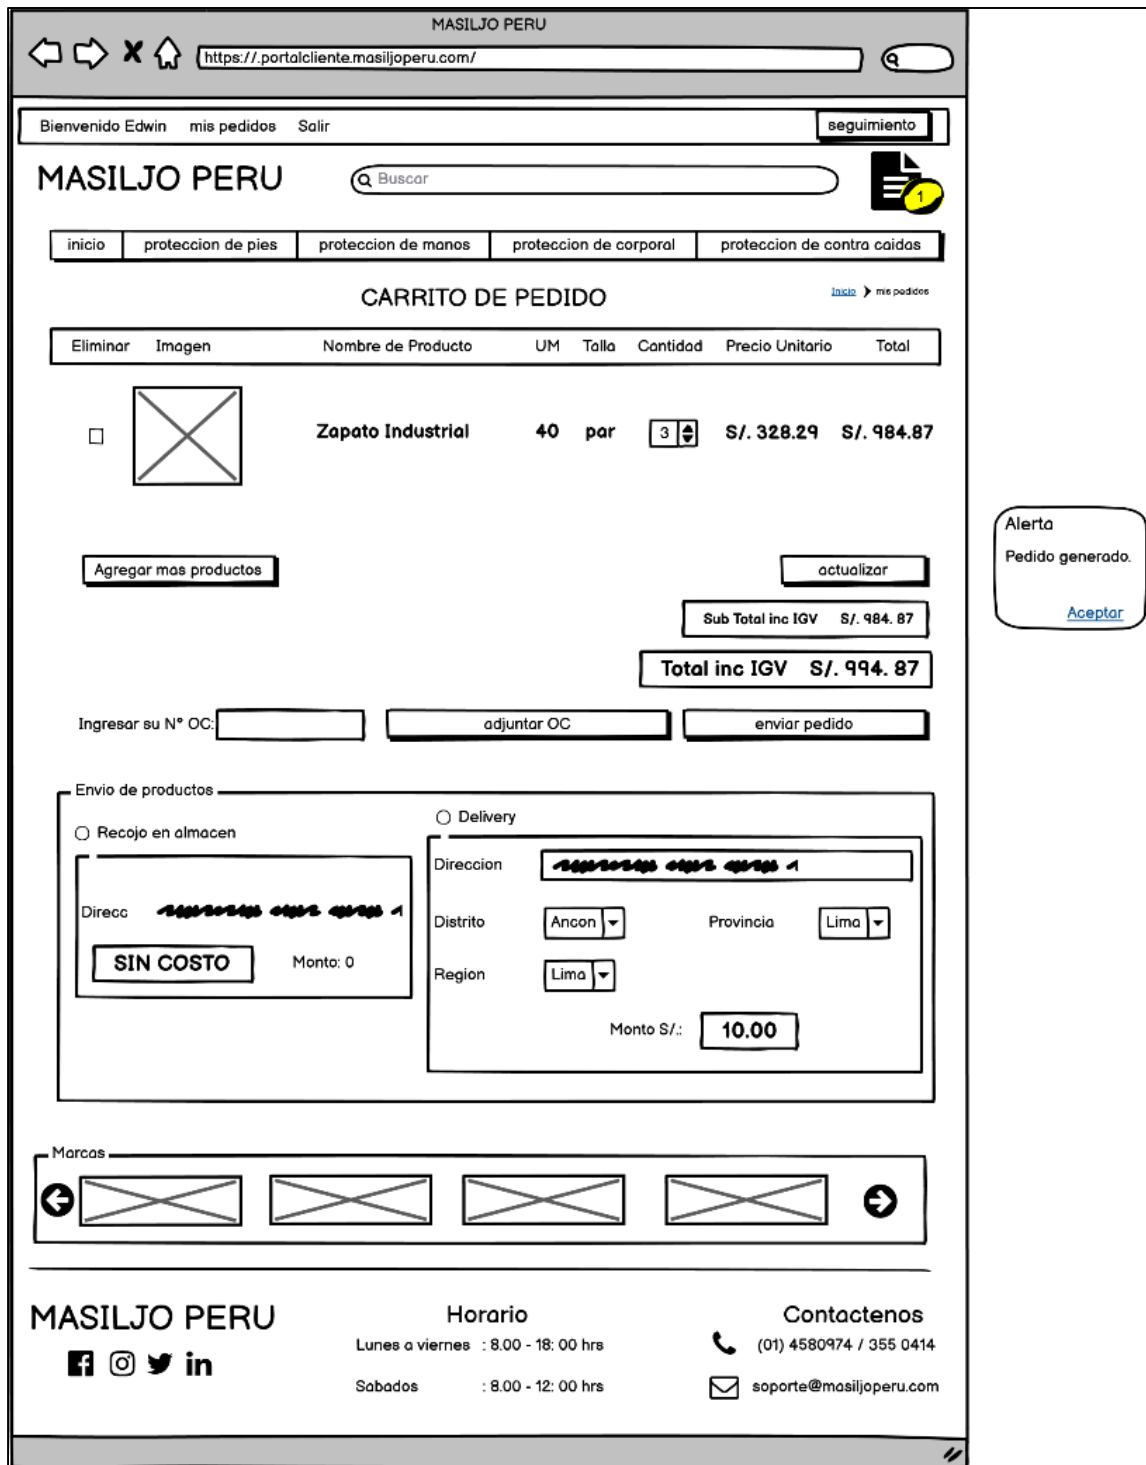 MASILJO PERU
https://.portalcliente.masiljoperu.com/
Bienvenido Edwin mis pedidos Salir seguimiento
MASILJO PERU Buscar 1
inicio proteccion de pies proteccion de manos proteccion de corporal proteccion de contra caidas
CARRITO DE PEDIDO Inicio mis pedidos
Eliminar Imagen Nombre de Producto UM Talla Cantidad Precio Unitario Total
Zapato Industrial 40 par 3 S/. 328.29 S/. 984.87
Alerta
Pedido generado.
Aceptar
Agregar mas productos actualizar
Sub Total inc IGV S/. 984. 87
Total inc IGV S/. 994. 87
Ingresar su N° OC: adjuntar OC enviar pedido
Envio de productos
Recojo en almacen
Direcc
SIN COSTO Monto: 0
Delivery
Direccion
Distrito Ancon Provincia Lima
Region Lima
Monto S/.: 10.00
Marcas
MASILJO PERU
Horario
Lunes a viernes : 8.00 - 18: 00 hrs
Sabados : 8.00 - 12: 00 hrs
Contactenos
(01) 4580974 / 355 0414
soporte@masiljoperu.com